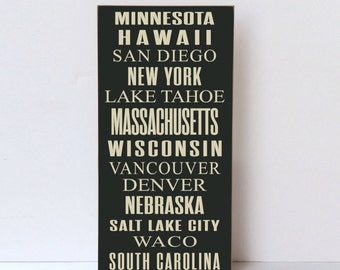 MINNESOTA
HAWAII
SAN DIEGO
NEW YORK
LAKE TAHOE
MASSACHUSETTS
WISCONSIN
VANCOUVER
DENVER
NEBRASKA
SALT LAKE CITY
WACO
SOUTH CAROLINA